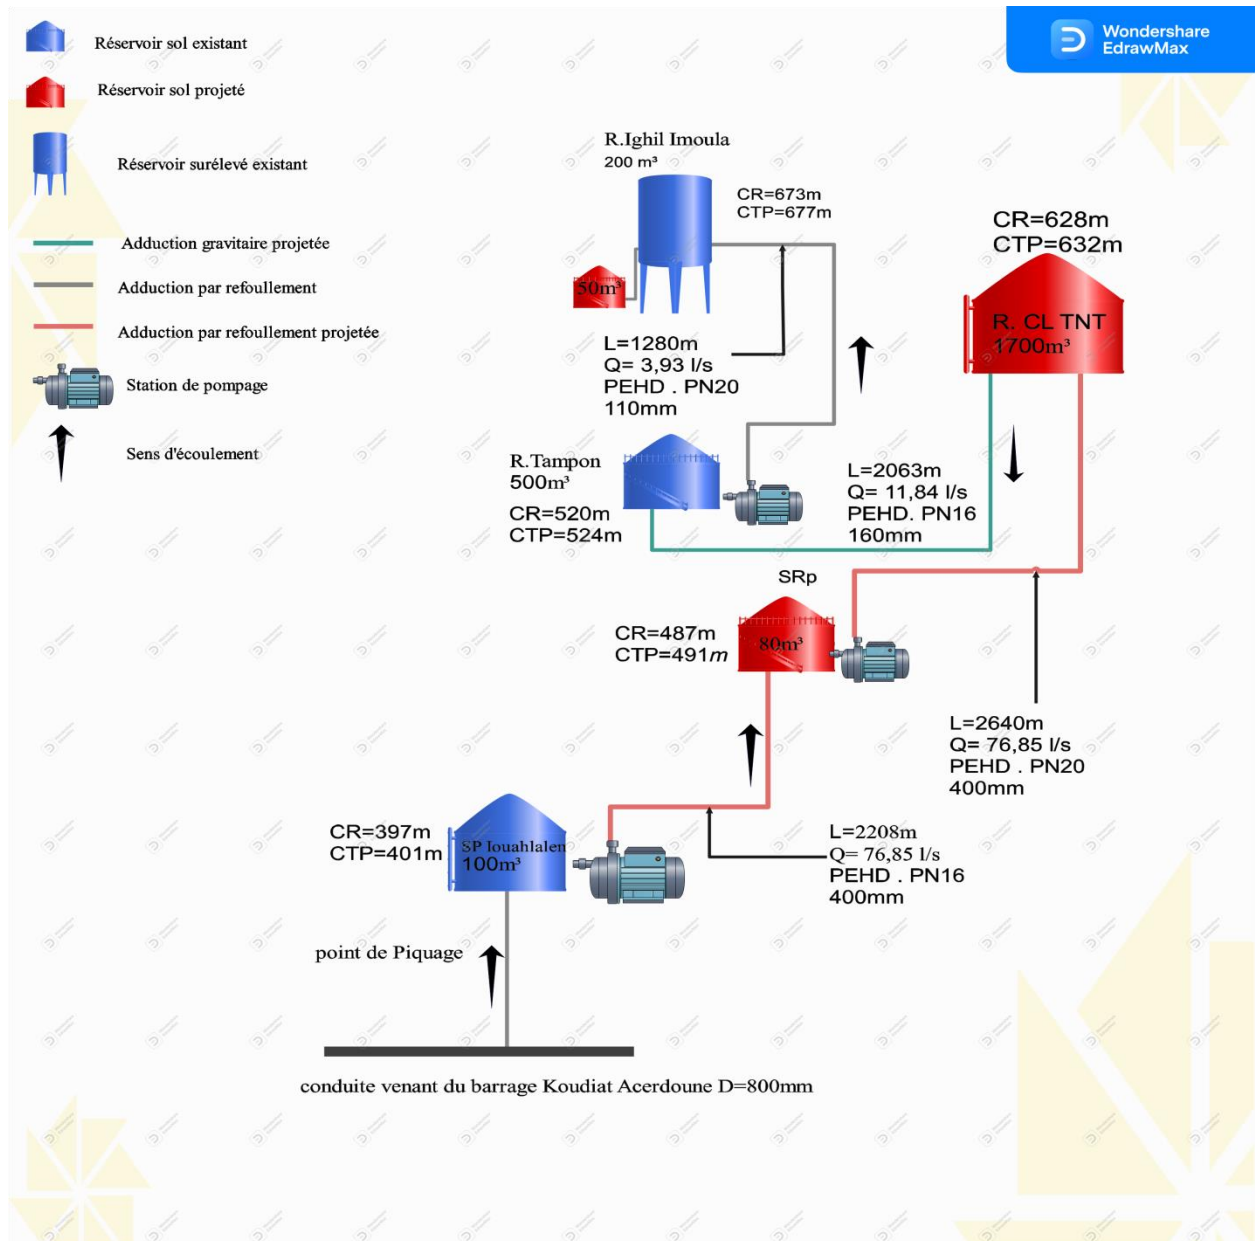 Wondershare
EdrawMax
Réservoir sol existant
Réservoir sol projeté
Réservoir surélevé existant
Adduction gravitaire projetée
Adduction par refoullement
Adduction par refoullement projetée
Station de pompage
Sens d'écoulement
R.Ighil Imoula
200 m³
CR=673m
CTP=677m
50m³
L=1280m
Q= 3,93 l/s
PEHD . PN20
110mm
CR=628m
CTP=632m
R. CL TNT
1700m³
R.Tampon
500m³
CR=520m
CTP=524m
L=2063m
Q= 11,84 l/s
PEHD. PN16
160mm
SRp
CR=487m
CTP=491m
80m³
L=2640m
Q= 76,85 l/s
PEHD . PN20
400mm
CR=397m
CTP=401m
SP Iouahlalen
100m³
L=2208m
Q= 76,85 l/s
PEHD . PN16
400mm
point de Piquage
conduite venant du barrage Koudiat Acerdoune D=800mm